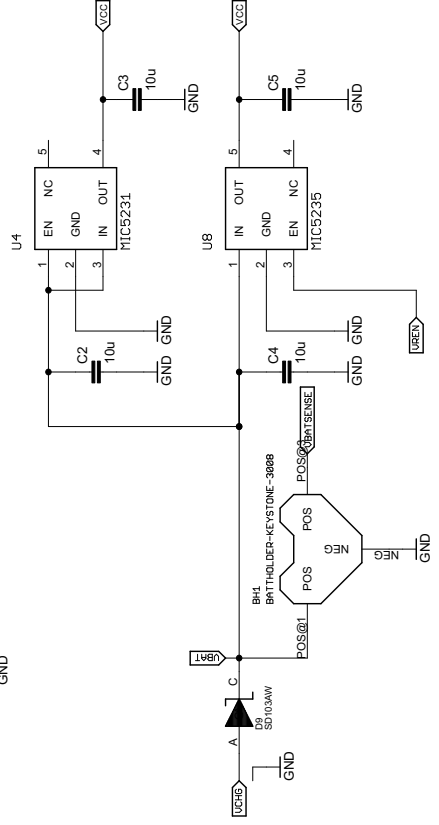 GND
VCC
C3
10u
GND
5
4
U4
NC
EN
OUT
GND
IN
MIC5231
1
2
3
GND
C2
10u
GND
VCC
C5
10u
GND
5
4
U8
IN
OUT
GND
EN
NC
MIC5235
1
2
3
GND
C4
10u
GND
VREN
BH1
BATTHOLDER-KEYSTONE-3008
POS@3
VBATSENSE
POS
POS
NEG
NEG
POS@1
GND
VBAT
C
A
D9
SD103AW
VCHG
GND